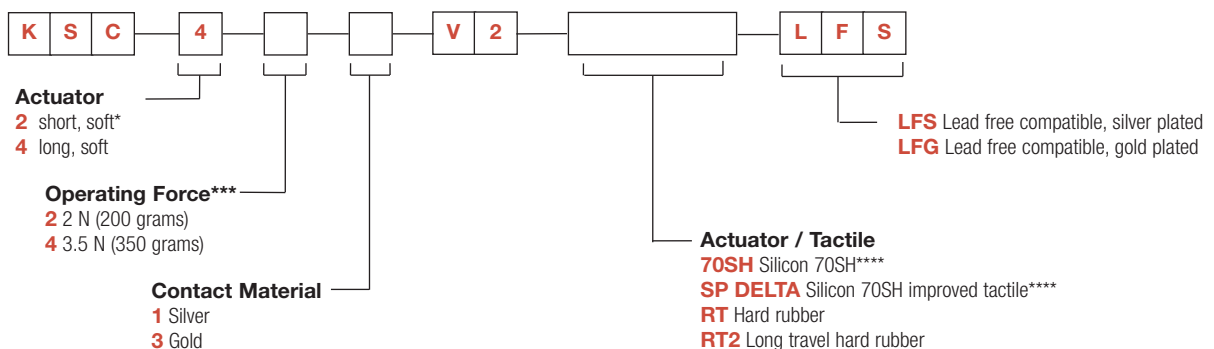 K S C 4 V 2 L F S
Actuator
2 short, soft*
4 long, soft
LFS Lead free compatible, silver plated
LFG Lead free compatible, gold plated
Operating Force***
2 2 N (200 grams)
4 3.5 N (350 grams)
Actuator / Tactile
70SH Silicon 70SH****
SP DELTA Silicon 70SH improved tactile****
RT Hard rubber
RT2 Long travel hard rubber
Contact Material
1 Silver
3 Gold